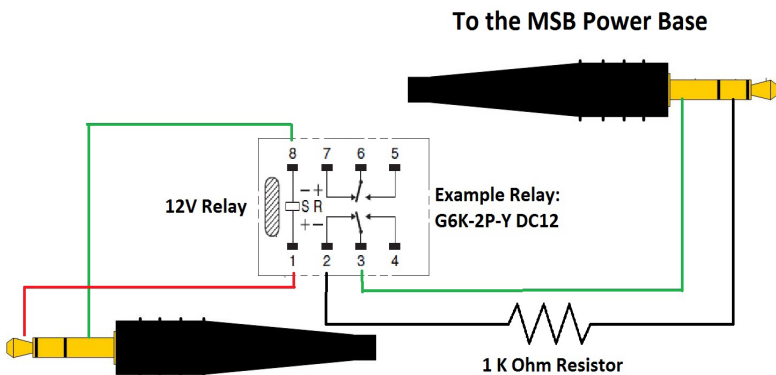 To the MSB Power Base
8 7 6 5
12V Relay
- +
S R
+ -
Example Relay:
G6K-2P-Y DC12
1 2 3 4
1 K Ohm Resistor